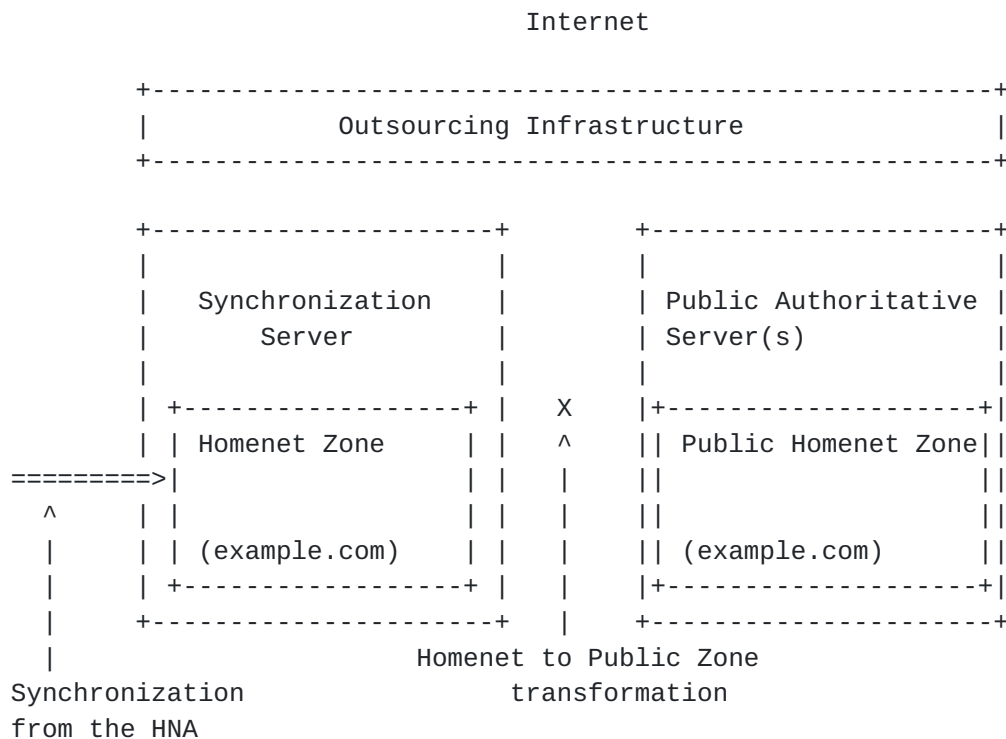 Internet
Outsourcing Infrastructure
Synchronization
Server
Public Authoritative
Server(s)
X
Homenet Zone
(example.com)
Public Homenet Zone
(example.com)
Homenet to Public Zone
transformation
Synchronization
from the HNA